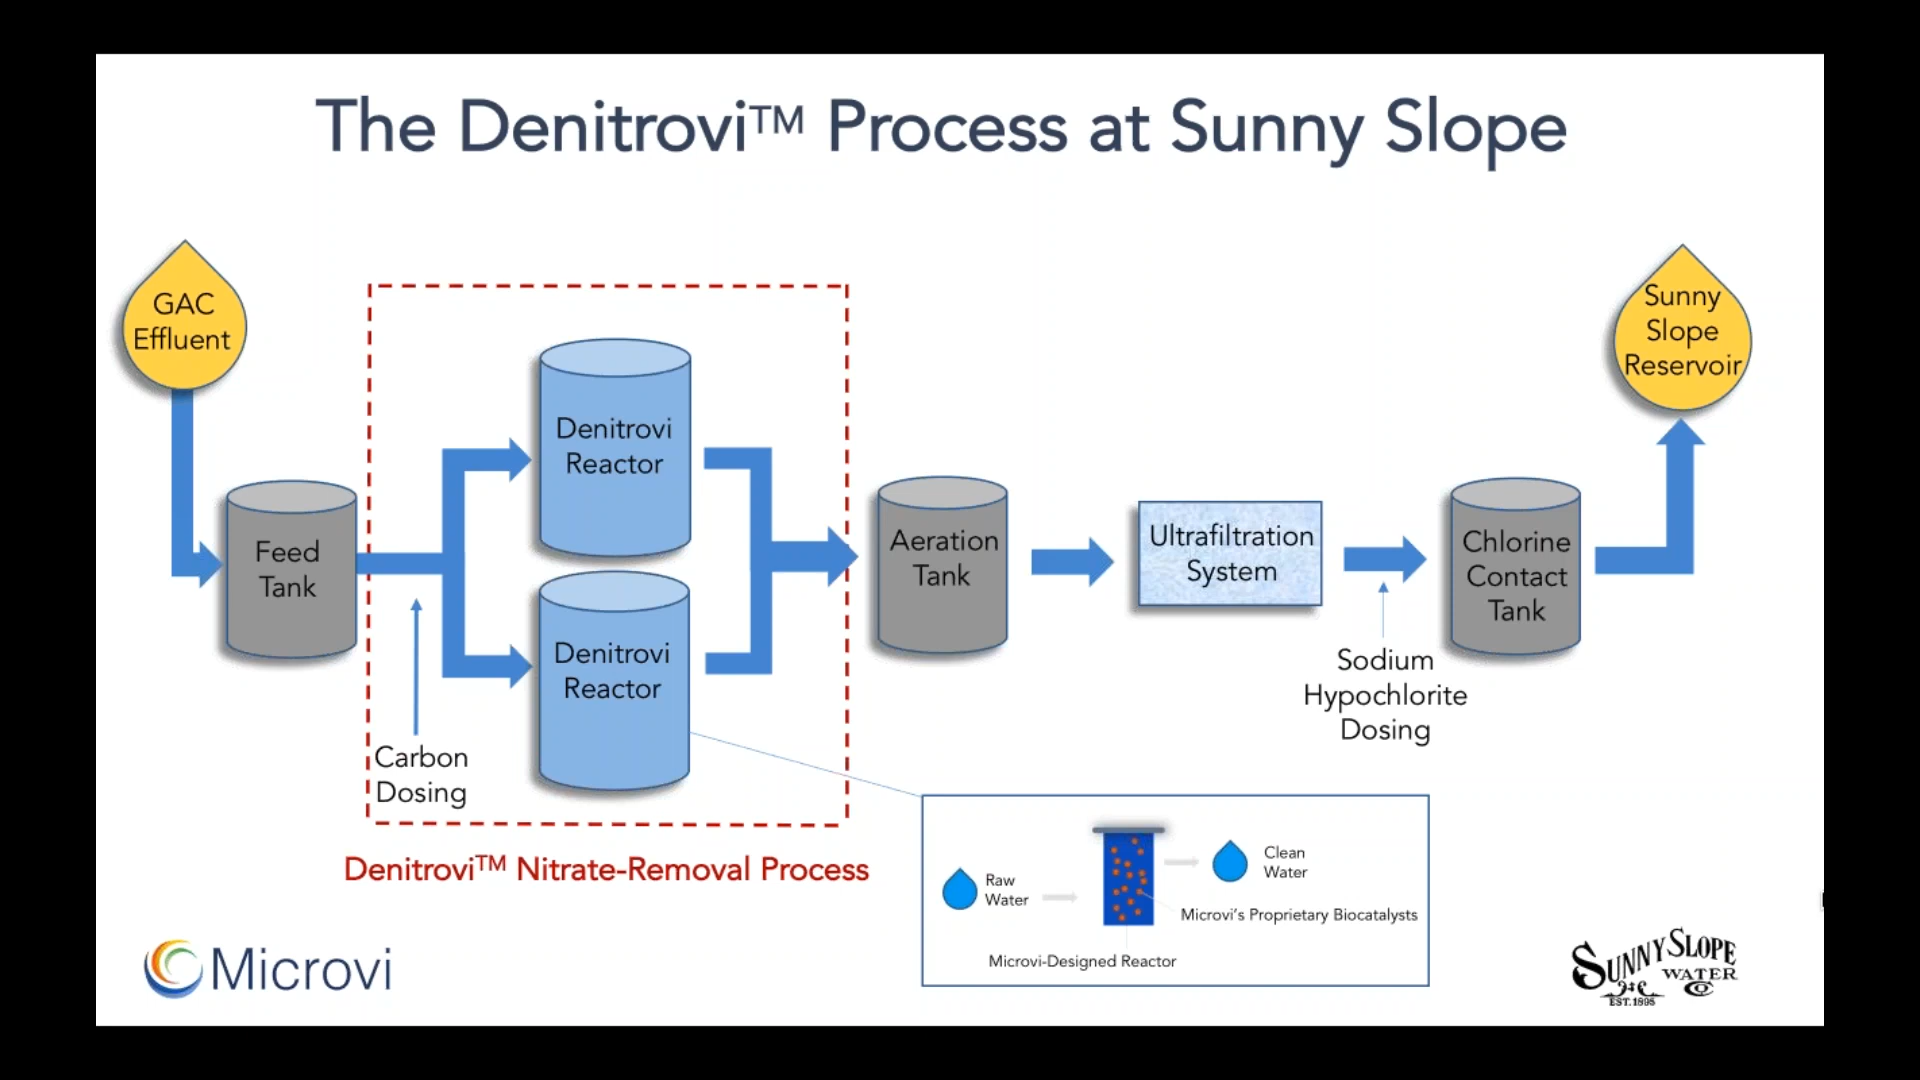 The Denitrovi™ Process at Sunny Slope
GAC
Effluent
Feed
Tank
Carbon
Dosing
Denitrovi
Reactor
Denitrovi
Reactor
Denitrovi™ Nitrate-Removal Process
Aeration
Tank
Ultrafiltration
System
Sodium
Hypochlorite
Dosing
Chlorine
Contact
Tank
Sunny
Slope
Reservoir
Raw
Water
Clean
Water
Microvi's Proprietary Biocatalysts
Microvi-Designed Reactor
Microvi
SUNNY SLOPE
WATER
CO
EST. 1895